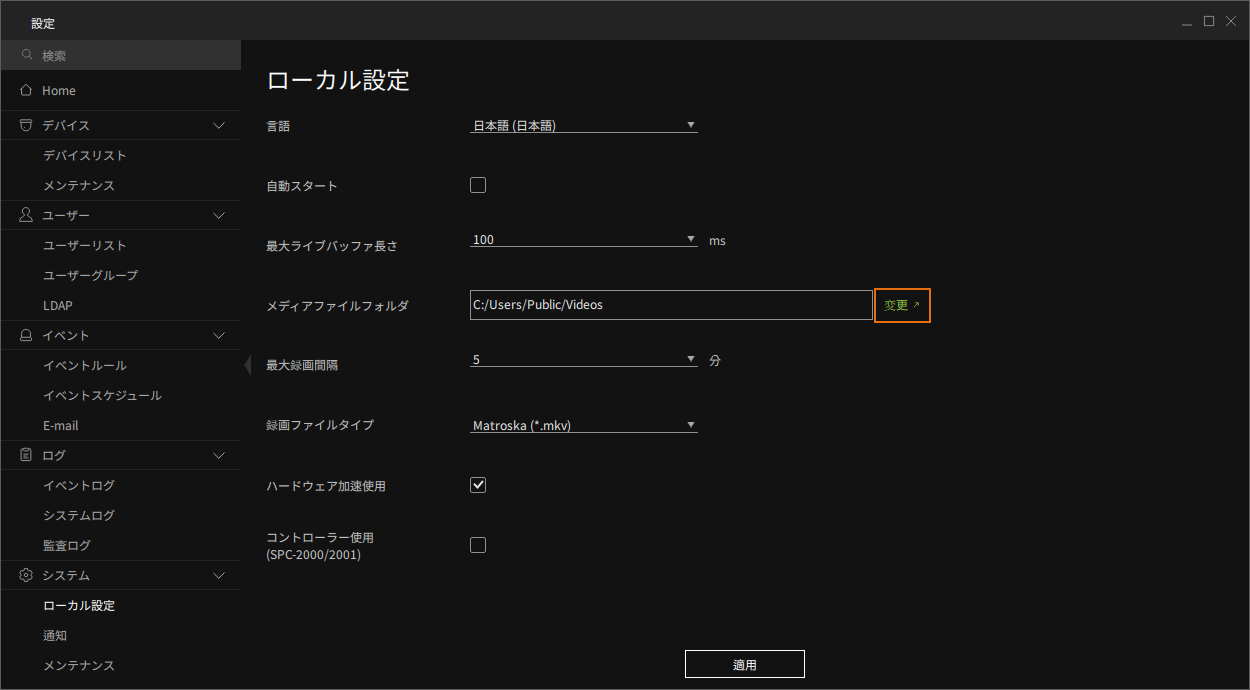 設定
検索
Home
デバイス
デバイスリスト
メンテナンス
ユーザー
ユーザーリスト
ユーザーグループ
LDAP
イベント
イベントルール
イベントスケジュール
E-mail
ログ
イベントログ
システムログ
監査ログ
システム
ローカル設定
通知
メンテナンス
ローカル設定
言語 日本語 (日本語)
自動スタート
最大ライブバッファ長さ 100 ms
メディアファイルフォルダ C:/Users/Public/Videos 変更
最大録画間隔 5 分
録画ファイルタイプ Matroska (*.mkv)
ハードウェア加速使用
コントローラー使用
(SPC-2000/2001)
適用